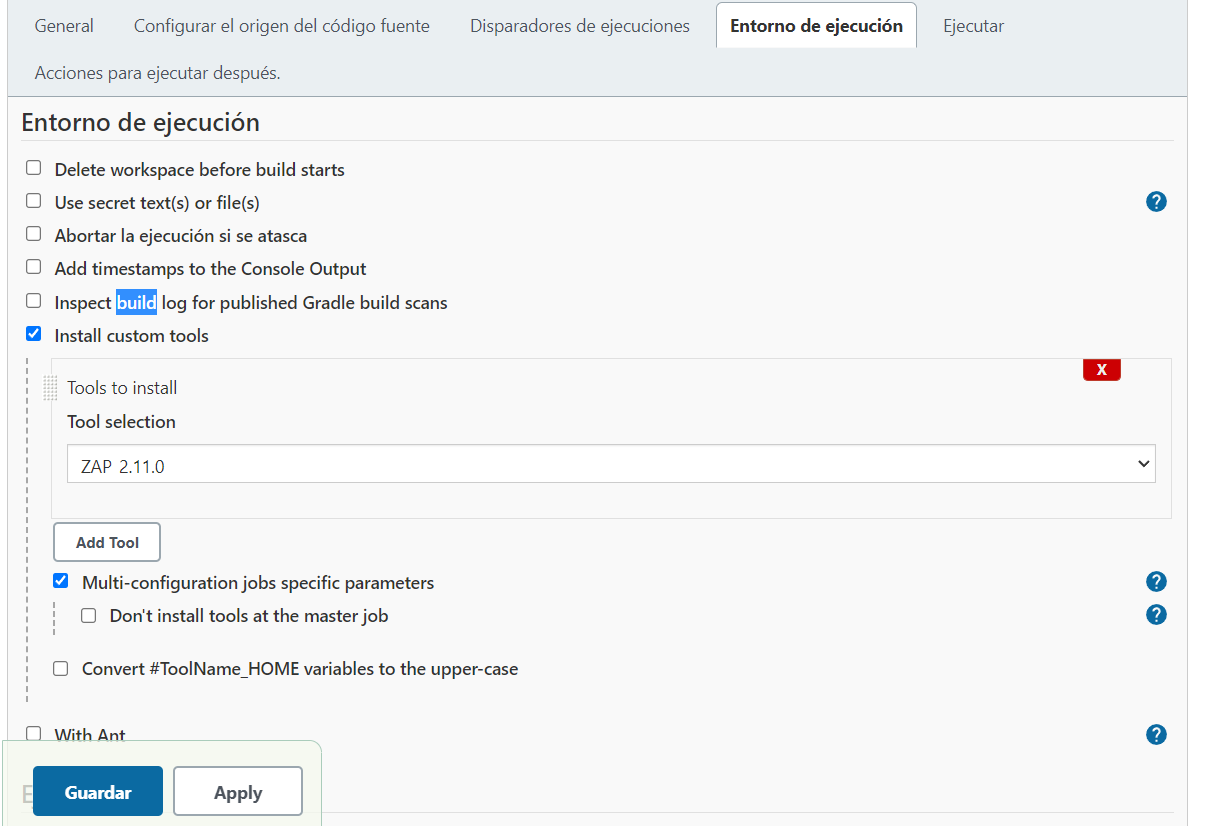 General Configurar el origen del código fuente Disparadores de ejecuciones Entorno de ejecución Ejecutar
Acciones para ejecutar después.
Entorno de ejecución
Delete workspace before build starts
Use secret text(s) or file(s) ?
Abortar la ejecución si se atasca
Add timestamps to the Console Output
Inspect build log for published Gradle build scans
Install custom tools
X
Tools to install
Tool selection
ZAP 2.11.0
Add Tool
Multi-configuration jobs specific parameters ?
Don't install tools at the master job ?
Convert #ToolName_HOME variables to the upper-case
With Ant ?
Guardar Apply